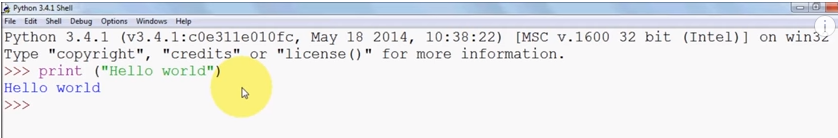 Python 3.4.1 Shell
File Edit Shell Debug Options Windows Help
Python 3.4.1 (v3.4.1:c0e311e010fc, May 18 2014, 10:38:22) [MSC v.1600 32 bit (Intel)] on win32
Type "copyright", "credits" or "license()" for more information.
>>> print ("Hello world")
Hello world
>>>